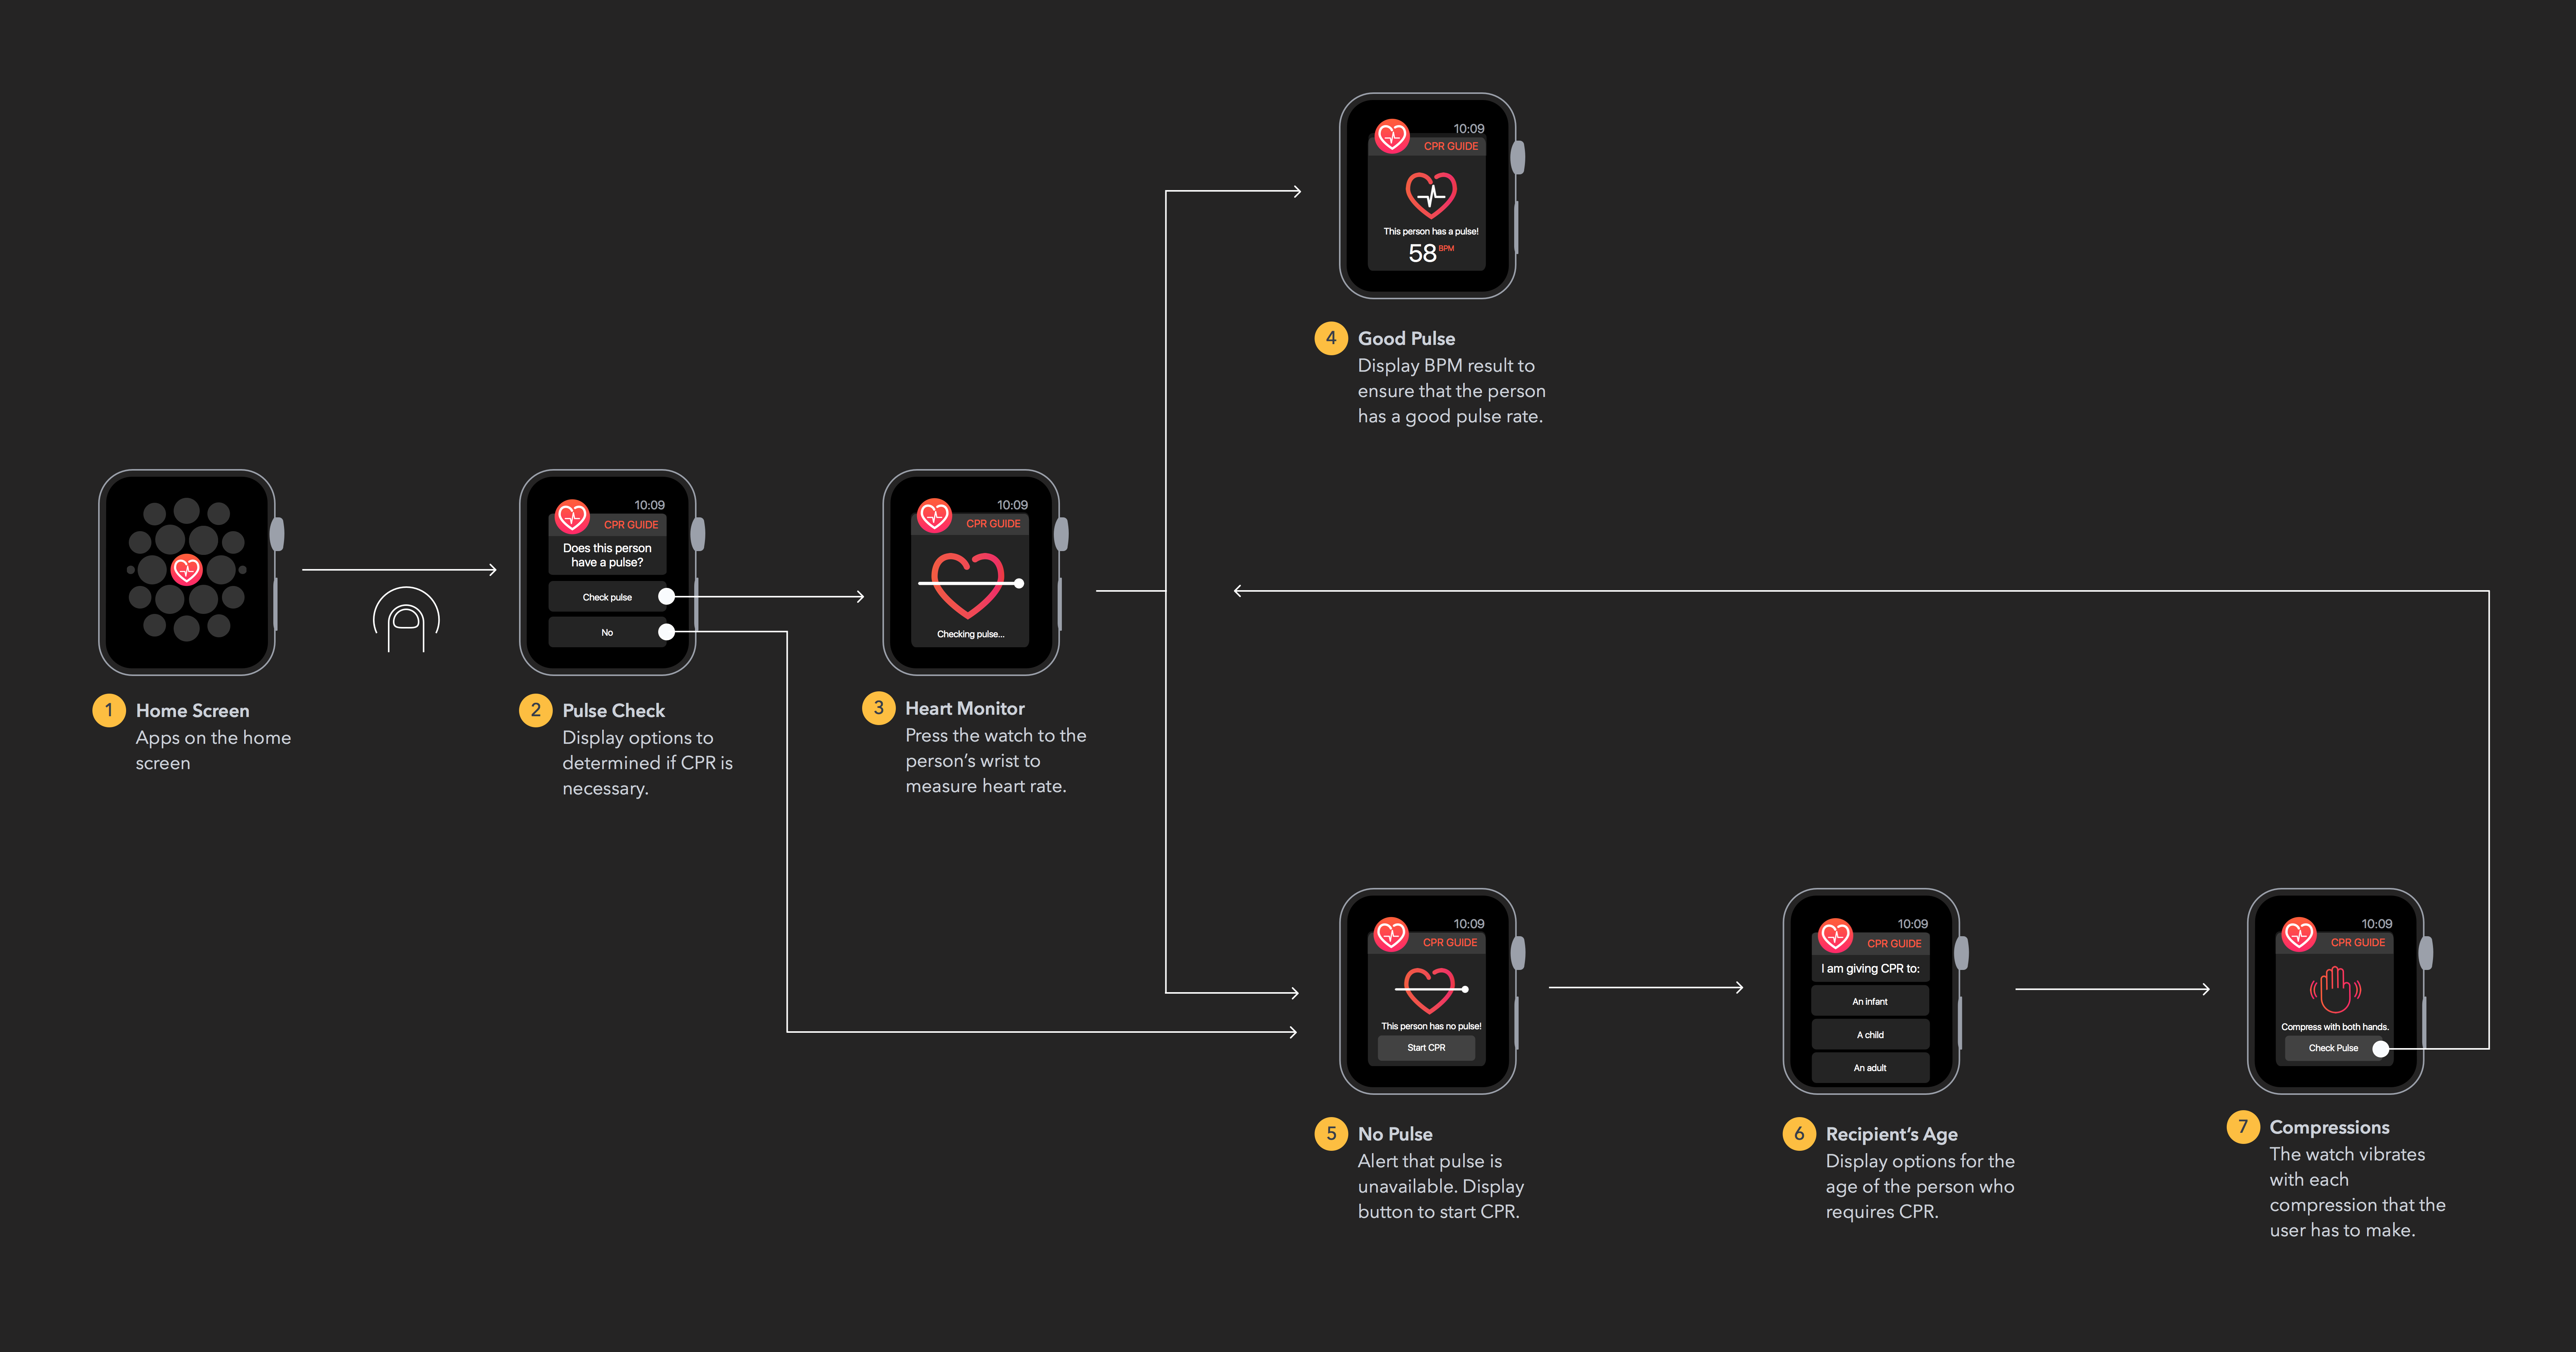 1 Home Screen
Apps on the home
screen
10:09
CPR GUIDE
Does this person
have a pulse?
Check pulse
No
2 Pulse Check
Display options to
determined if CPR is
necessary.
10:09
CPR GUIDE
Checking pulse...
3 Heart Monitor
Press the watch to the
person’s wrist to
measure heart rate.
10:09
CPR GUIDE
This person has a pulse!
58 BPM
4 Good Pulse
Display BPM result to
ensure that the person
has a good pulse rate.
10:09
CPR GUIDE
This person has no pulse!
Start CPR
5 No Pulse
Alert that pulse is
unavailable. Display
button to start CPR.
10:09
CPR GUIDE
I am giving CPR to:
An infant
A child
An adult
6 Recipient’s Age
Display options for the
age of the person who
requires CPR.
10:09
CPR GUIDE
Compress with both hands.
Check Pulse
7 Compressions
The watch vibrates
with each
compression that the
user has to make.